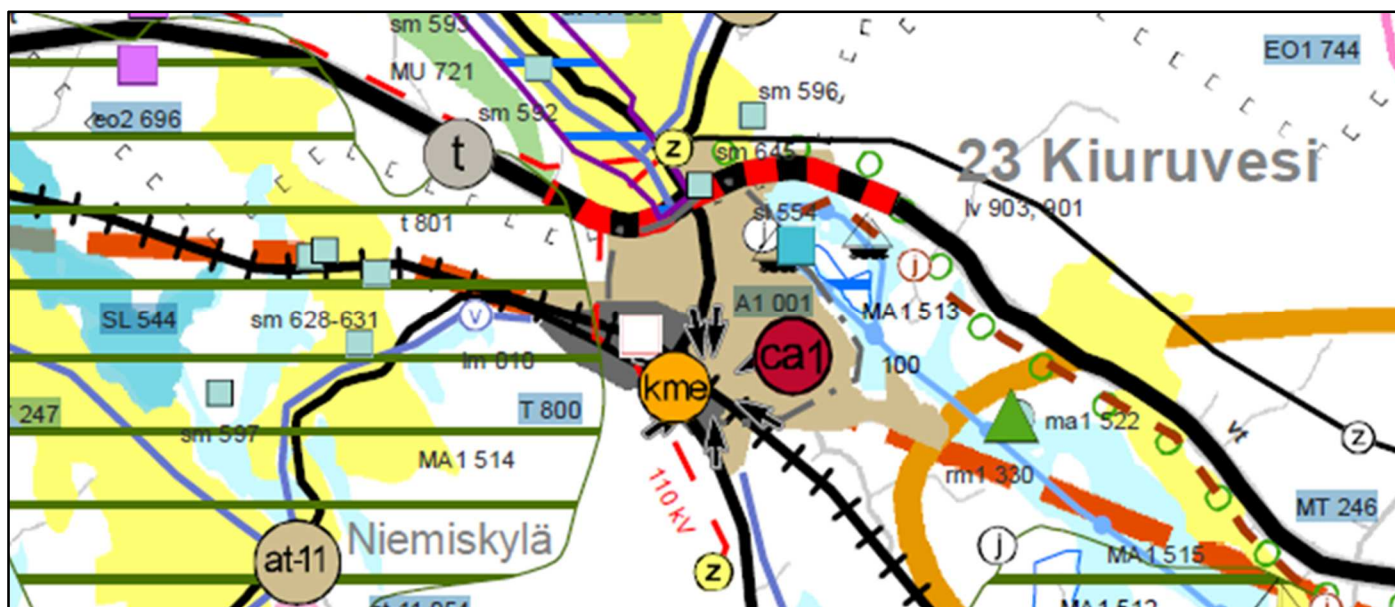 sm 593
MU 721
EO1 744
sm 596,
eo2 696
sm 592
t
z
sm 645
23 Kiuruvesi
lv 903, 901
t 801
sl 554
j
j
A1 001
MA1 513
SL 544
sm 628-631
v
lm 010
ca1
100
kme
T 800
247
ma1 522
vt
z
sm 597
MA1 514
rm1 330
110 kV
MT 246
Niemiskylä
at-11
z
j
MA1 515